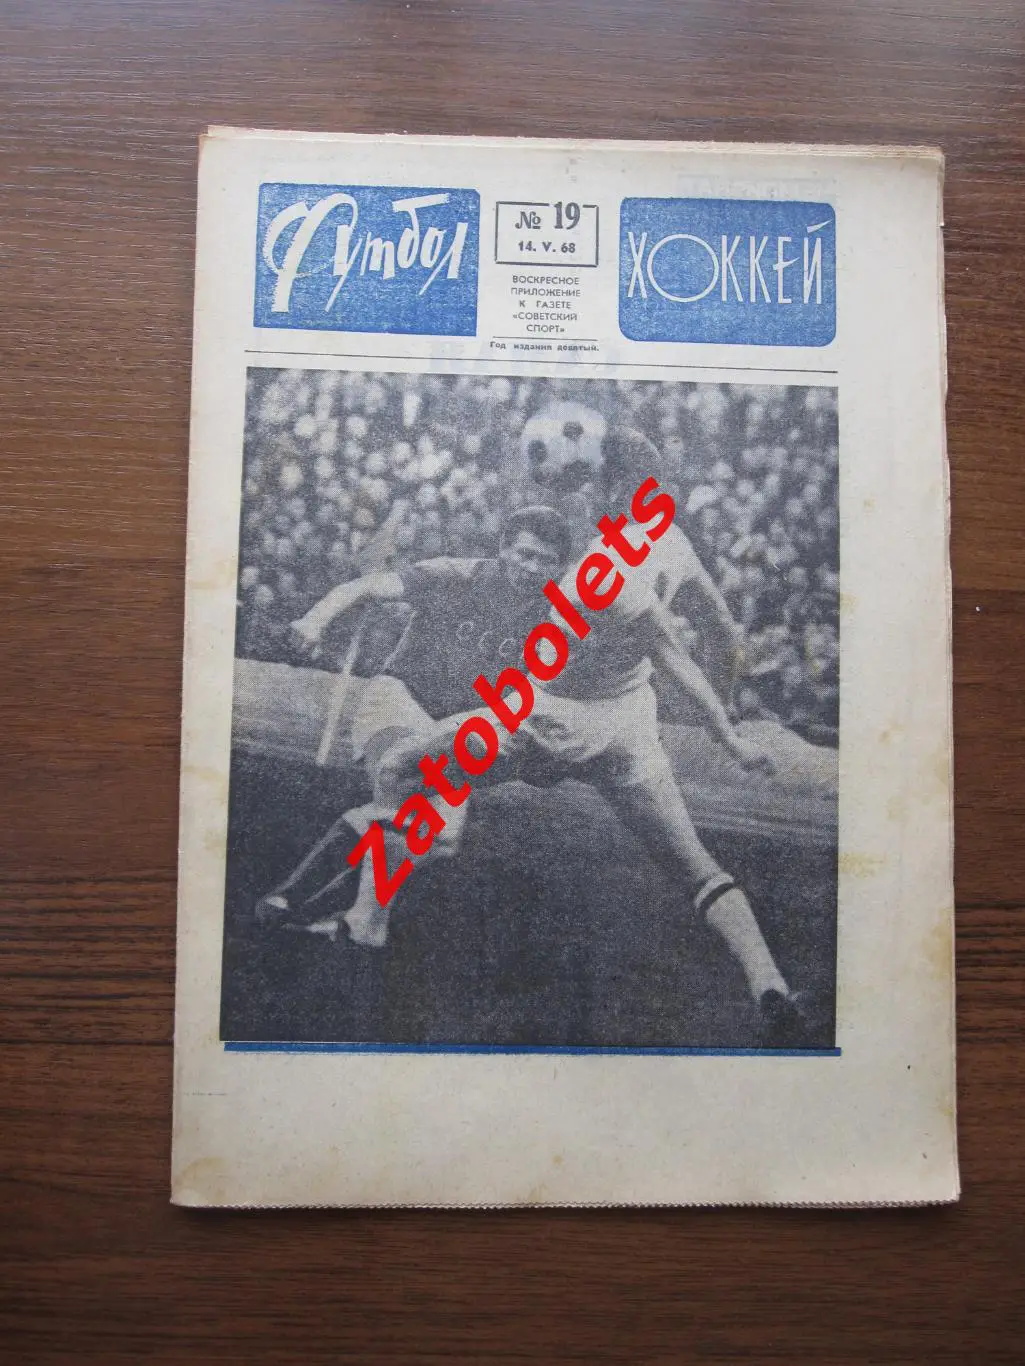 Футбол
№ 19
14. V. 68
ВОСКРЕСНОЕ
ПРИЛОЖЕНИЕ
К ГАЗЕТЕ
«СОВЕТСКИЙ
СПОРТ»
Год издания девятый.
ХОККЕЙ
СССР
Zatobolets